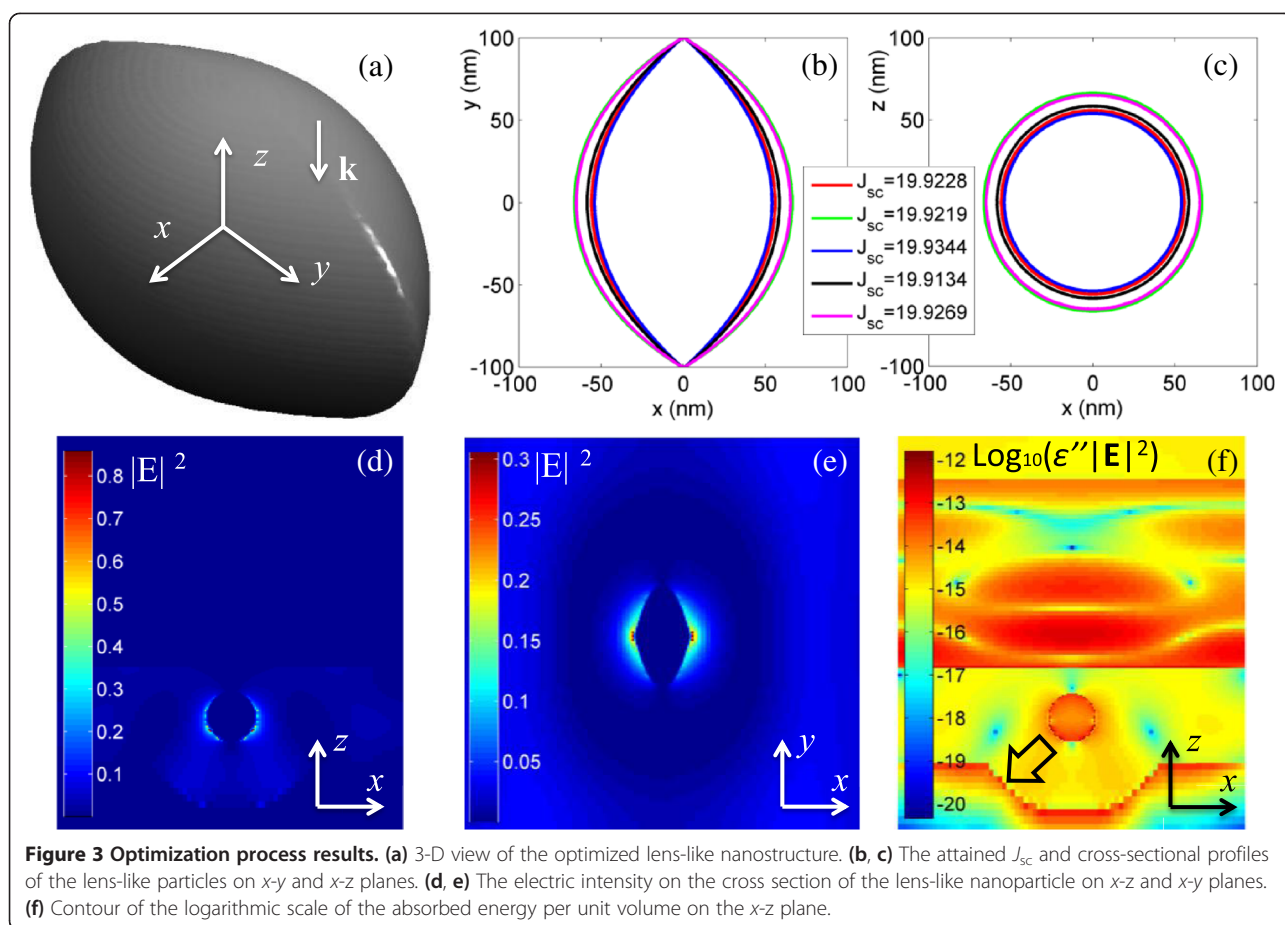 (a)
z
k
x
y
100
50
0
-50
-100
y (nm)
(b)
-100 -50 0 50 100
x (nm)
100
50
0
-50
-100
z (nm)
(c)
-100 -50 0 50 100
x (nm)
J_sc=19.9228
J_sc=19.9219
J_sc=19.9344
J_sc=19.9134
J_sc=19.9269
|E| ²
(d)
0.8
0.7
0.6
0.5
0.4
0.3
0.2
0.1
z
x
|E| ²
(e)
0.3
0.25
0.2
0.15
0.1
0.05
y
x
Log₁₀(ε″|E|²)
(f)
-12
-13
-14
-15
-16
-17
-18
-19
-20
z
x
Figure 3 Optimization process results. (a) 3-D view of the optimized lens-like nanostructure. (b, c) The attained J_sc and cross-sectional profiles
of the lens-like particles on x-y and x-z planes. (d, e) The electric intensity on the cross section of the lens-like nanoparticle on x-z and x-y planes.
(f) Contour of the logarithmic scale of the absorbed energy per unit volume on the x-z plane.